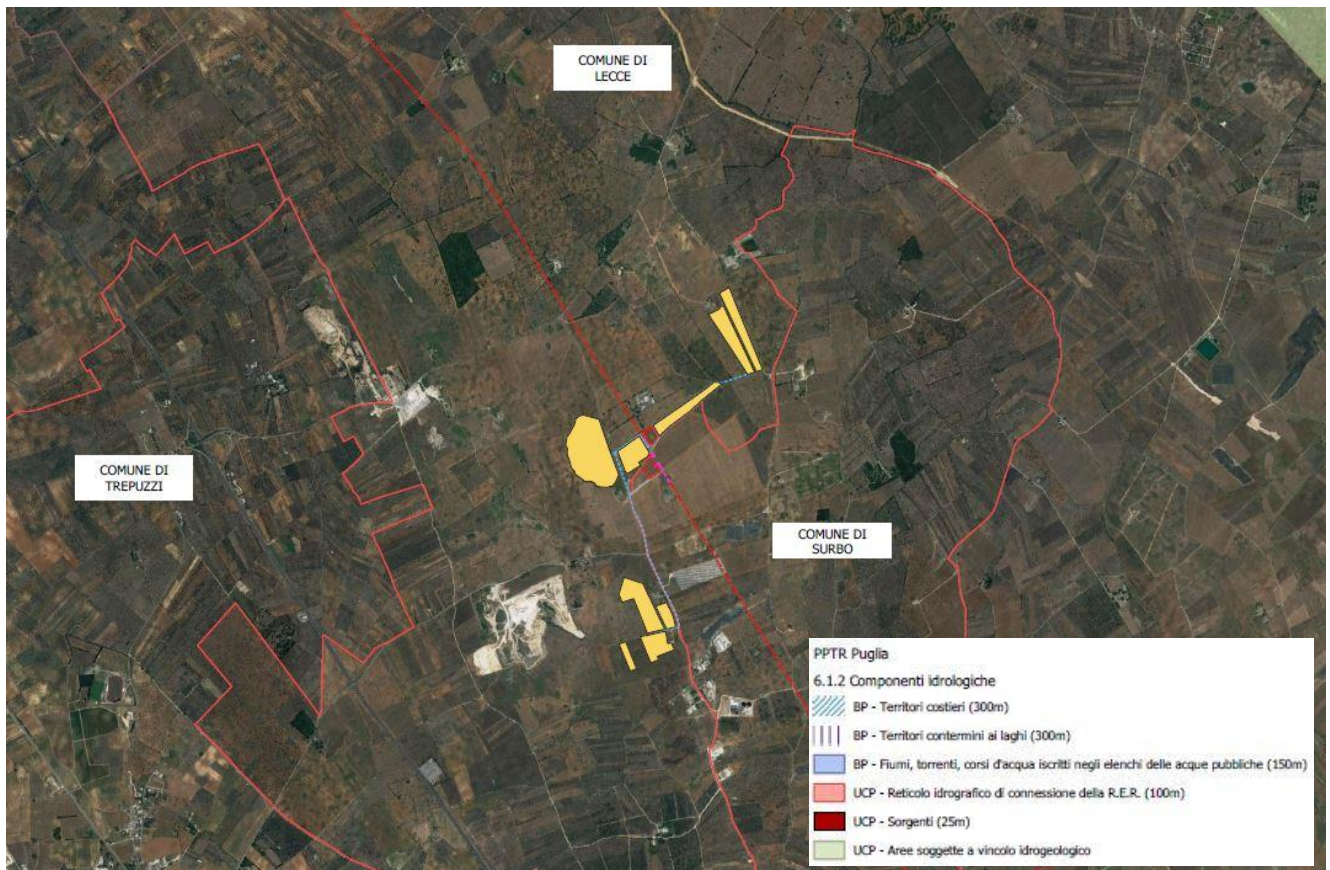 COMUNE DI
LECCE
COMUNE DI
TREPUZZI
COMUNE DI
SURBO
PPTR Puglia
6.1.2 Componenti idrologiche
BP - Territori costieri (300m)
BP - Territori contermini ai laghi (300m)
BP - Fiumi, torrenti, corsi d'acqua iscritti negli elenchi delle acque pubbliche (150m)
UCP - Reticolo idrografico di connessione della R.E.R. (100m)
UCP - Sorgenti (25m)
UCP - Aree soggette a vincolo idrogeologico